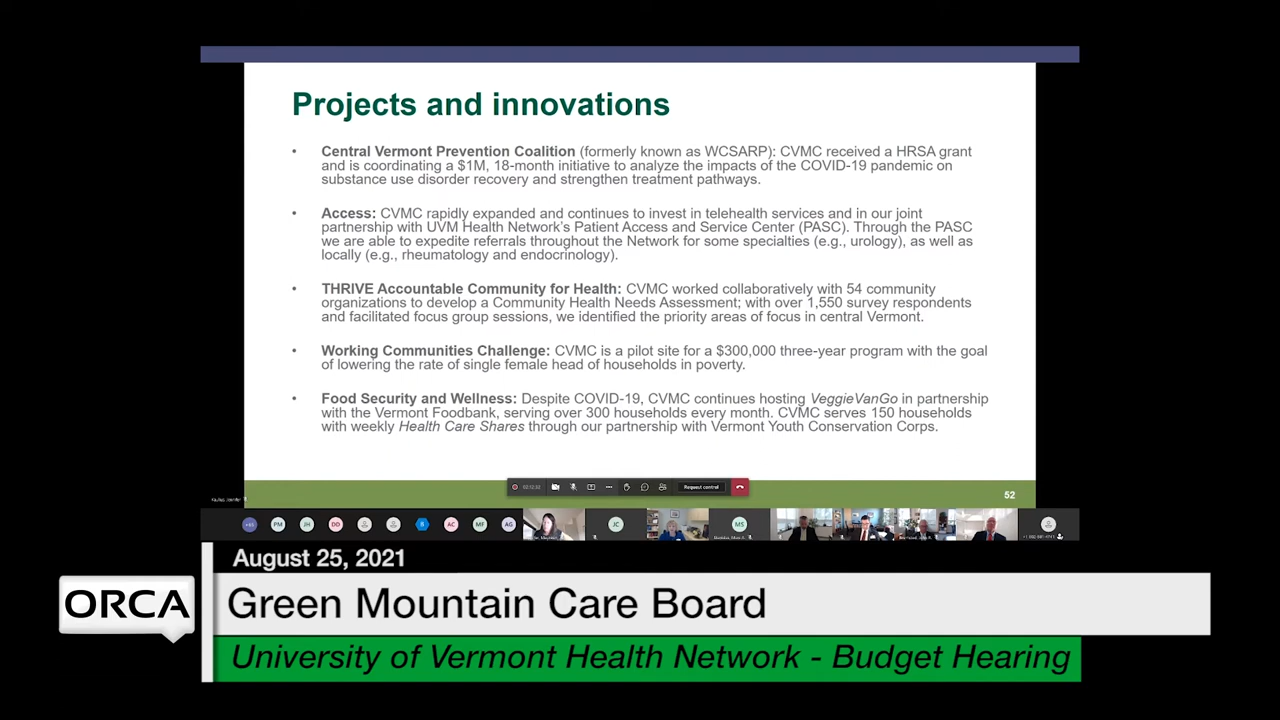 Projects and innovations
• Central Vermont Prevention Coalition (formerly known as WCSARP): CVMC received a HRSA grant
and is coordinating a $1M, 18-month initiative to analyze the impacts of the COVID-19 pandemic on
substance use disorder recovery and strengthen treatment pathways.
• Access: CVMC rapidly expanded and continues to invest in telehealth services and in our joint
partnership with UVM Health Network's Patient Access and Service Center (PASC). Through the PASC
we are able to expedite referrals throughout the Network for some specialties (e.g., urology), as well as
locally (e.g., rheumatology and endocrinology).
• THRIVE Accountable Community for Health: CVMC worked collaboratively with 54 community
organizations to develop a Community Health Needs Assessment; with over 1,550 survey respondents
and facilitated focus group sessions, we identified the priority areas of focus in central Vermont.
• Working Communities Challenge: CVMC is a pilot site for a $300,000 three-year program with the goal
of lowering the rate of single female head of households in poverty.
• Food Security and Wellness: Despite COVID-19, CVMC continues hosting VeggieVanGo in partnership
with the Vermont Foodbank, serving over 300 households every month. CVMC serves 150 households
with weekly Health Care Shares through our partnership with Vermont Youth Conservation Corps.
Request control
52
PM JH DD B AC MF AG JC MS
August 25, 2021
ORCA
Green Mountain Care Board
University of Vermont Health Network - Budget Hearing